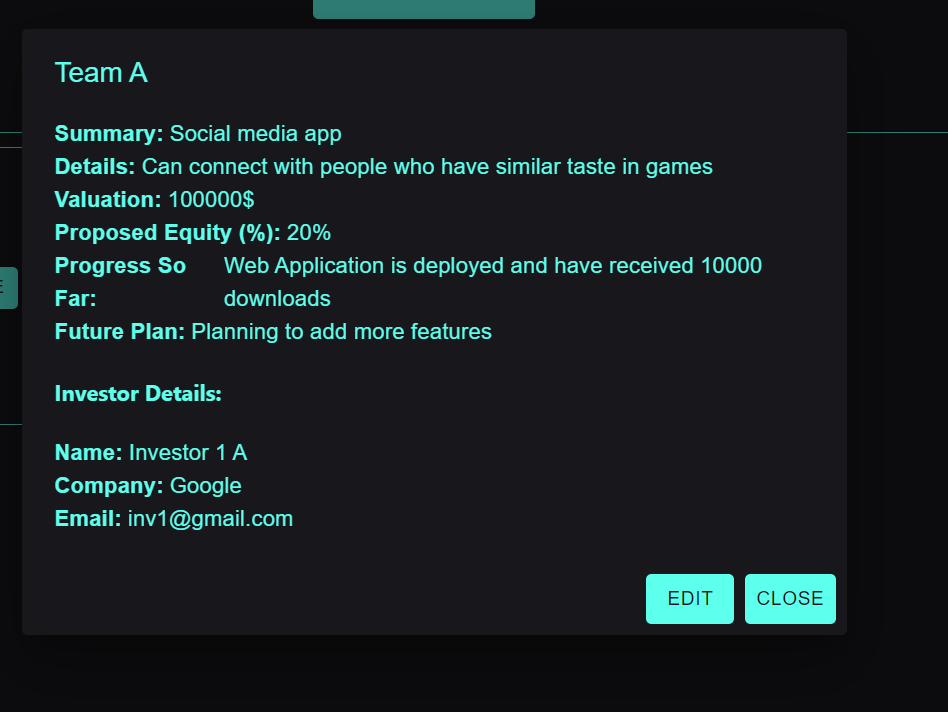 Team A
Summary: Social media app
Details: Can connect with people who have similar taste in games
Valuation: 100000$
Proposed Equity (%): 20%
Progress So Far: Web Application is deployed and have received 10000
downloads
Future Plan: Planning to add more features
Investor Details:
Name: Investor 1 A
Company: Google
Email: inv1@gmail.com
EDIT CLOSE